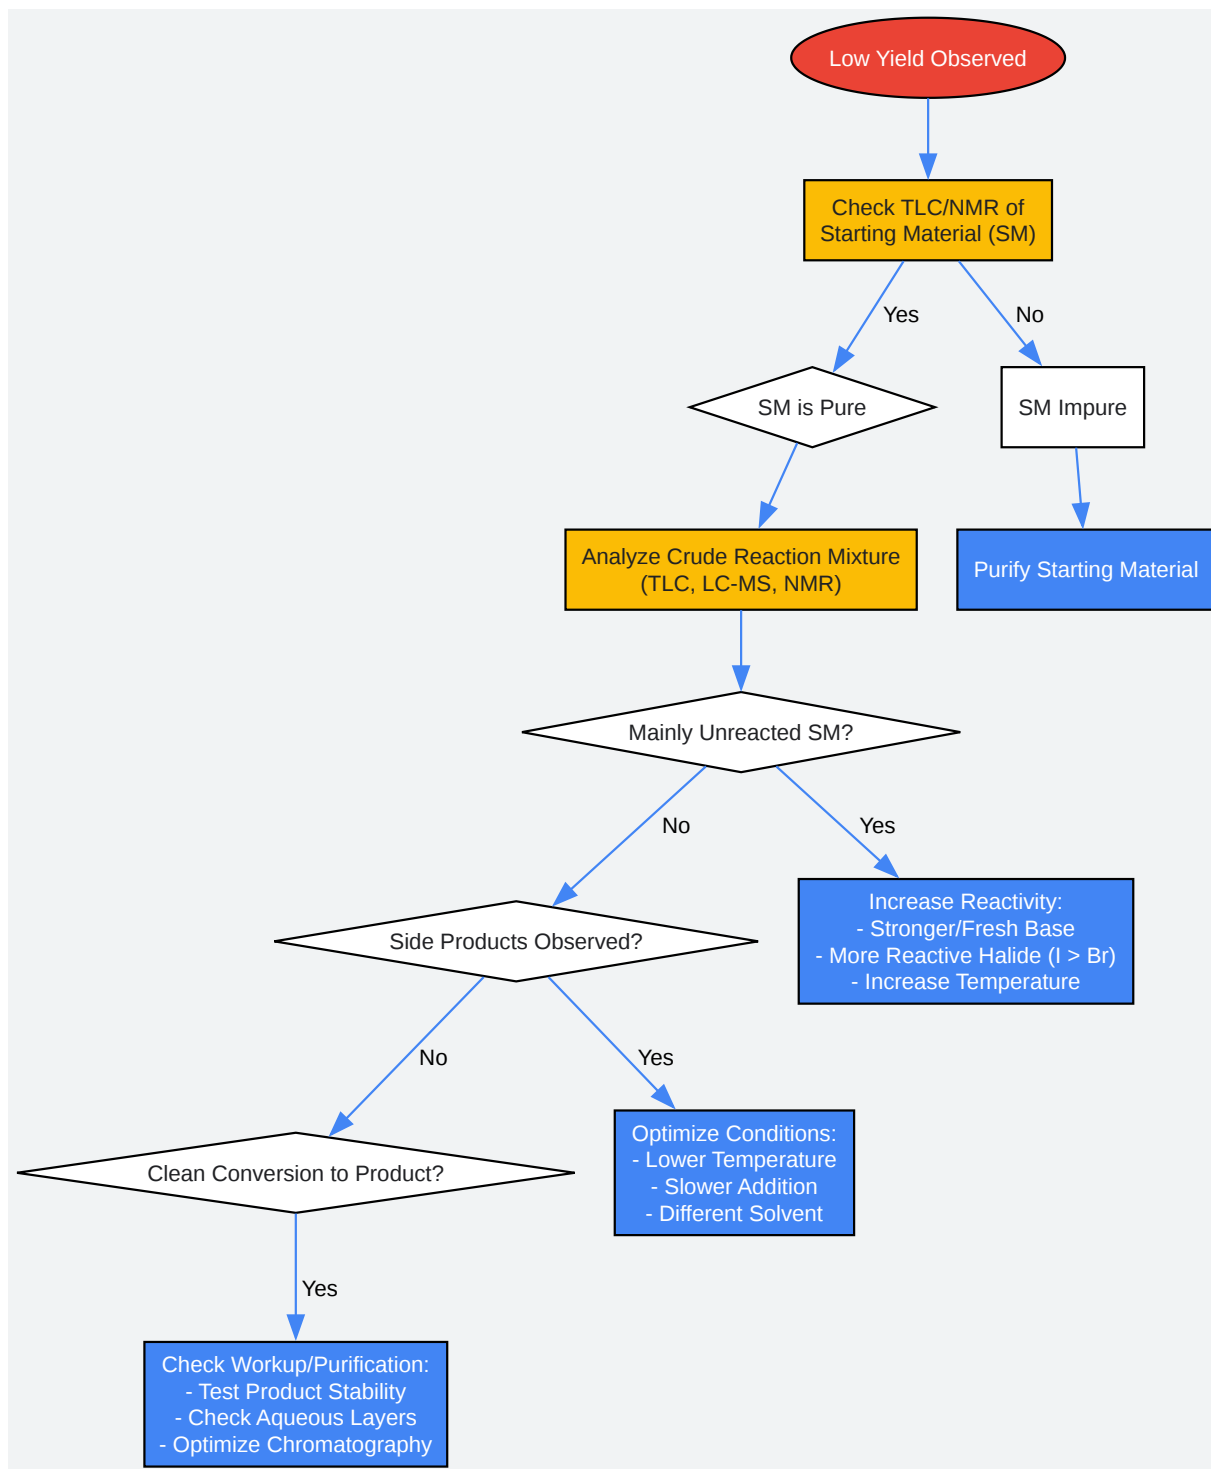 Low Yield Observed
Check TLC/NMR of
Starting Material (SM)
Yes
No
SM is Pure
SM Impure
Analyze Crude Reaction Mixture
(TLC, LC-MS, NMR)
Purify Starting Material
Mainly Unreacted SM?
No
Yes
Increase Reactivity:
- Stronger/Fresh Base
- More Reactive Halide (I > Br)
- Increase Temperature
Side Products Observed?
No
Yes
Optimize Conditions:
- Lower Temperature
- Slower Addition
- Different Solvent
Clean Conversion to Product?
Yes
Check Workup/Purification:
- Test Product Stability
- Check Aqueous Layers
- Optimize Chromatography